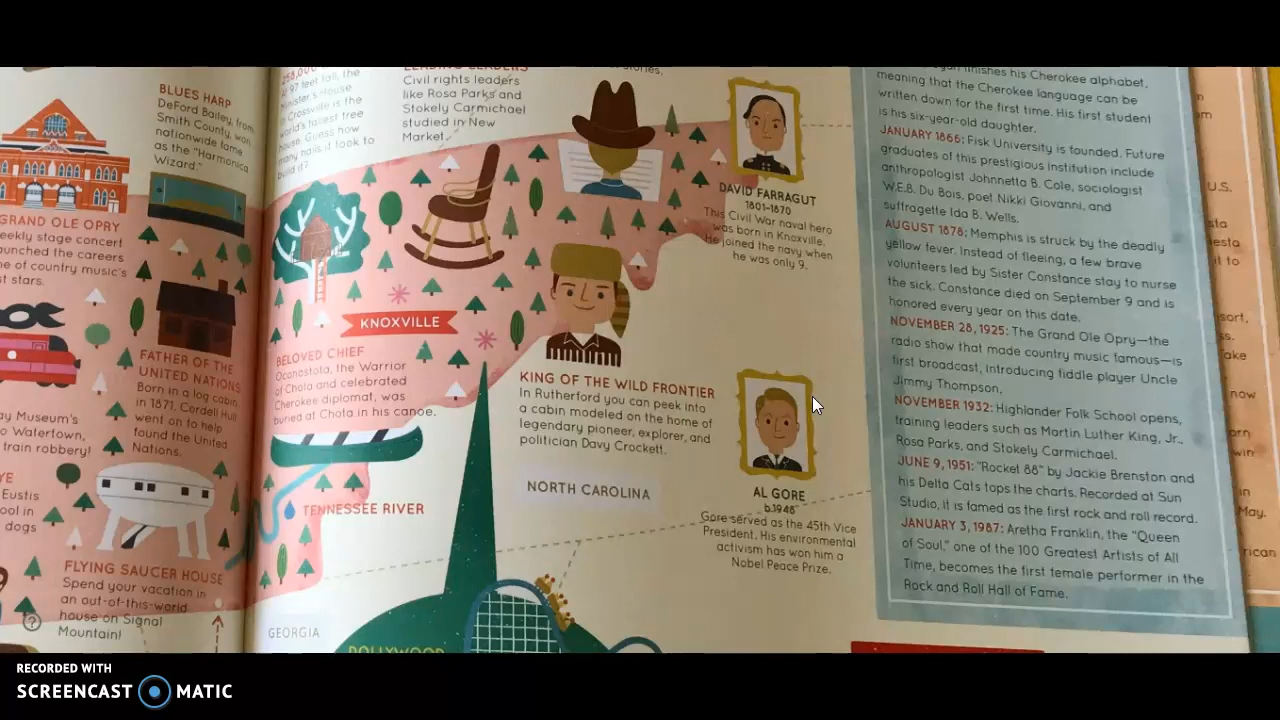 BLUES HARP
DeFord Bailey, from
Smith County, won
nationwide fame
as the "Harmonica
Wizard."
GRAND OLE OPRY
weekly stage concert
launched the careers
of country music's
stars.
FATHER OF THE
UNITED NATIONS
Born in a log cabin
in 1871, Cordell Hull
went on to help
found the United
Nations.
Museum's
Watertown,
train robbery!
Eustis
dogs
FLYING SAUCER HOUSE
Spend your vacation in
an out-of-this-world
house on Signal
Mountain!
97 feet tall, the
Minister's House
in Crossville is the
world's tallest tree
house. Guess how
many nails it took to
build it?
LEADING LEADERS
Civil rights leaders
like Rosa Parks and
Stokely Carmichael
studied in New
Market.
KNOXVILLE
BELOVED CHIEF
Oconostota, the Warrior
of Chota and celebrated
Cherokee diplomat, was
buried at Chota in his canoe.
TENNESSEE RIVER
GEORGIA
DOLLYWOOD
KING OF THE WILD FRONTIER
In Rutherford you can peek into
a cabin modeled on the home of
legendary pioneer, explorer, and
politician Davy Crockett.
NORTH CAROLINA
DAVID FARRAGUT
1801-1870
This Civil War naval hero
was born in Knoxville.
He joined the navy when
he was only 9.
AL GORE
b.1948
Gore served as the 45th Vice
President. His environmental
activism has won him a
Nobel Peace Prize.
finishes his Cherokee alphabet,
meaning that the Cherokee language can be
written down for the first time. His first student
is his six-year-old daughter.
JANUARY 1866: Fisk University is founded. Future
graduates of this prestigious institution include
anthropologist Johnnetta B. Cole, sociologist
W.E.B. Du Bois, poet Nikki Giovanni, and
suffragette Ida B. Wells.
AUGUST 1878: Memphis is struck by the deadly
yellow fever. Instead of fleeing, a few brave
volunteers led by Sister Constance stay to nurse
the sick. Constance died on September 9 and is
honored every year on this date.
NOVEMBER 28, 1925: The Grand Ole Opry—the
radio show that made country music famous—is
first broadcast, introducing fiddle player Uncle
Jimmy Thompson.
NOVEMBER 1932: Highlander Folk School opens,
training leaders such as Martin Luther King, Jr.,
Rosa Parks, and Stokely Carmichael.
JUNE 9, 1951: "Rocket 88" by Jackie Brenston and
his Delta Cats tops the charts. Recorded at Sun
Studio, it is famed as the first rock and roll record.
JANUARY 3, 1987: Aretha Franklin, the "Queen
of Soul," one of the 100 Greatest Artists of All
Time, becomes the first female performer in the
Rock and Roll Hall of Fame.
U.S.
now
May.
RECORDED WITH
SCREENCAST MATIC